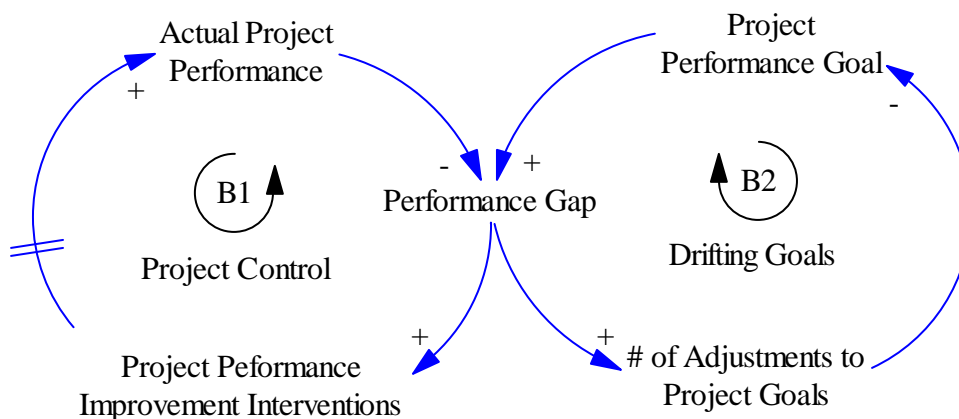 Actual Project
Performance
+
Project
Performance Goal
-
-
+
Performance Gap
B1
Project Control
B2
Drifting Goals
+
Project Peformance
Improvement Interventions
+
# of Adjustments to
Project Goals